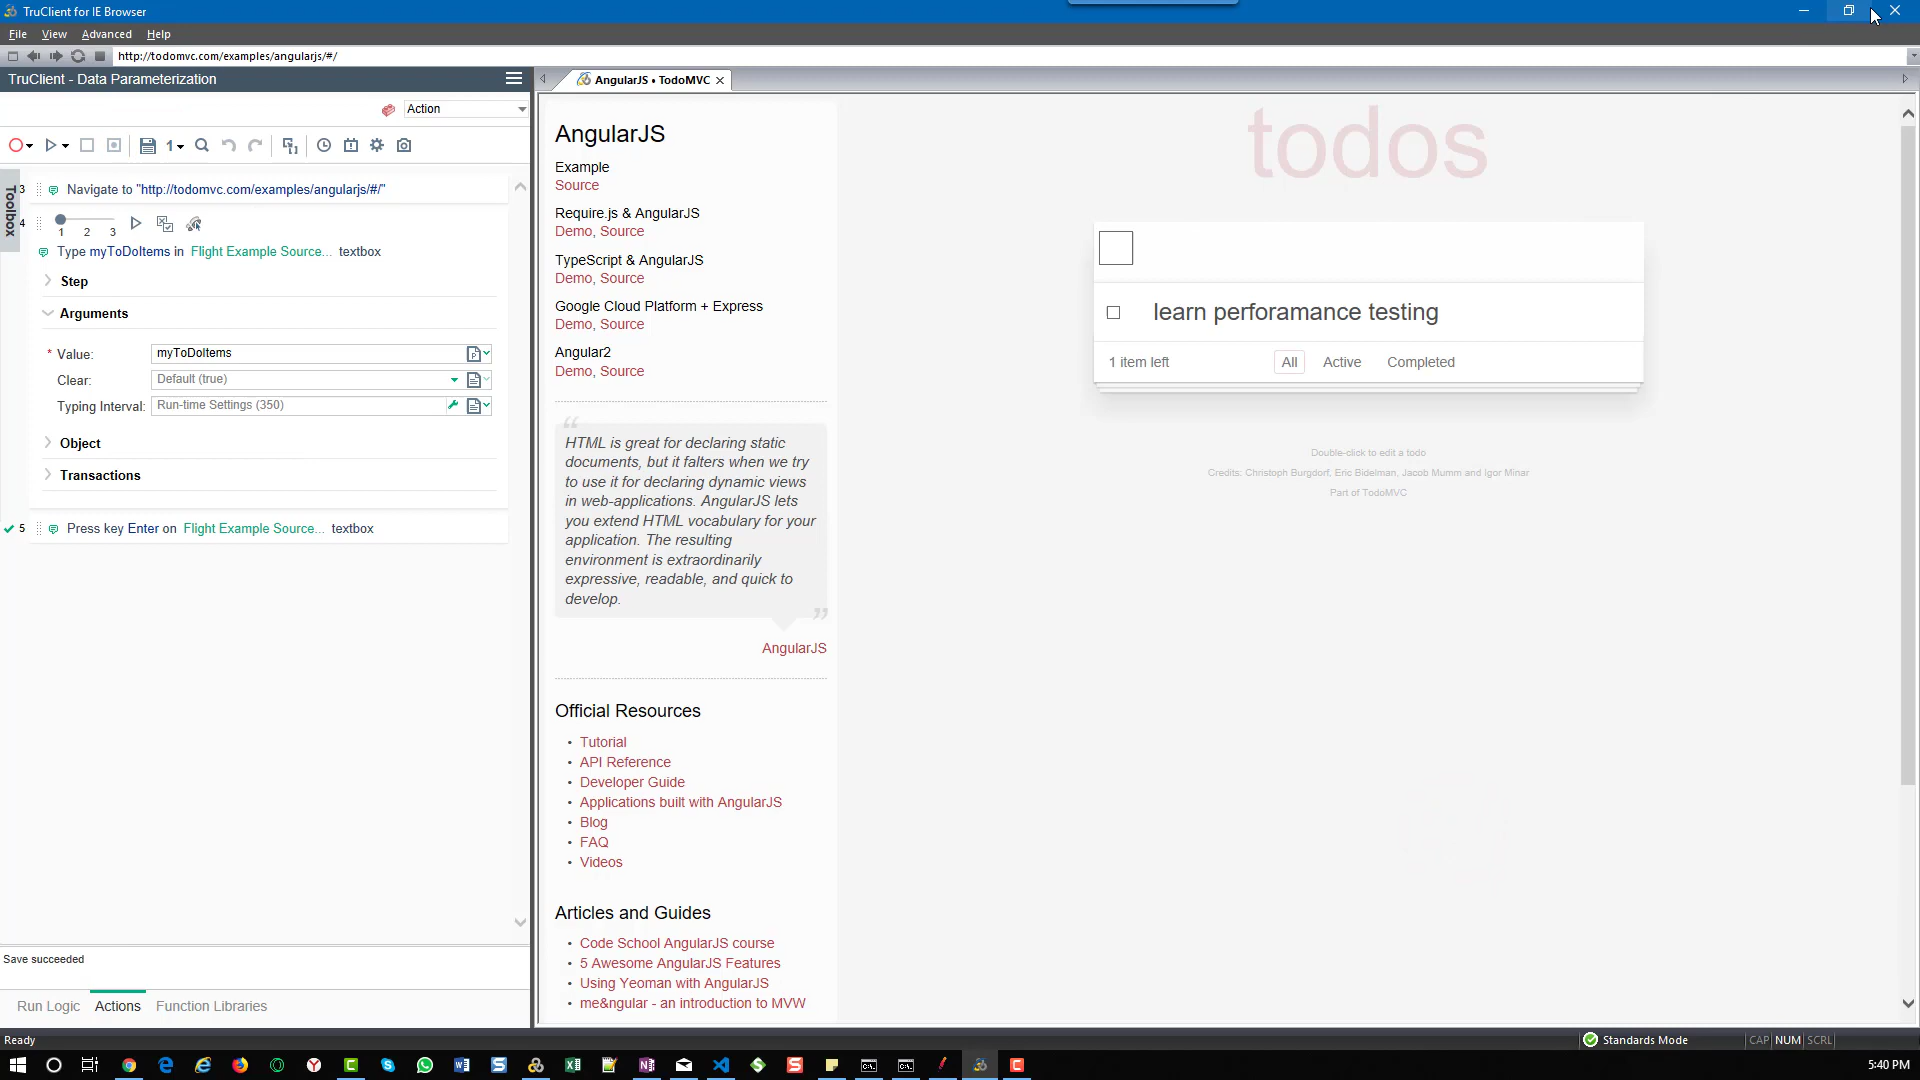 TruClient for IE Browser
File View Advanced Help
http://todomvc.com/examples/angularjs/#/
TruClient - Data Parameterization
Action
1
Toolbox
3 Navigate to "http://todomvc.com/examples/angularjs/#/"
4
1 2 3
Type myToDoItems in Flight Example Source... textbox
Step
Arguments
* Value: myToDoItems
Clear: Default (true)
Typing Interval: Run-time Settings (350)
Object
Transactions
5 Press key Enter on Flight Example Source... textbox
Save succeeded
Run Logic Actions Function Libraries
Ready
AngularJS • TodoMVC
AngularJS
Example
Source
Require.js & AngularJS
Demo, Source
TypeScript & AngularJS
Demo, Source
Google Cloud Platform + Express
Demo, Source
Angular2
Demo, Source
“
HTML is great for declaring static
documents, but it falters when we try
to use it for declaring dynamic views
in web-applications. AngularJS lets
you extend HTML vocabulary for your
application. The resulting
environment is extraordinarily
expressive, readable, and quick to
develop.
”
AngularJS
Official Resources
• Tutorial
• API Reference
• Developer Guide
• Applications built with AngularJS
• Blog
• FAQ
• Videos
Articles and Guides
• Code School AngularJS course
• 5 Awesome AngularJS Features
• Using Yeoman with AngularJS
• me&ngular - an introduction to MVW
todos
learn perforamance testing
1 item left All Active Completed
Double-click to edit a todo
Credits: Christoph Burgdorf, Eric Bidelman, Jacob Mumm and Igor Minar
Part of TodoMVC
Standards Mode CAP NUM SCRL
5:40 PM